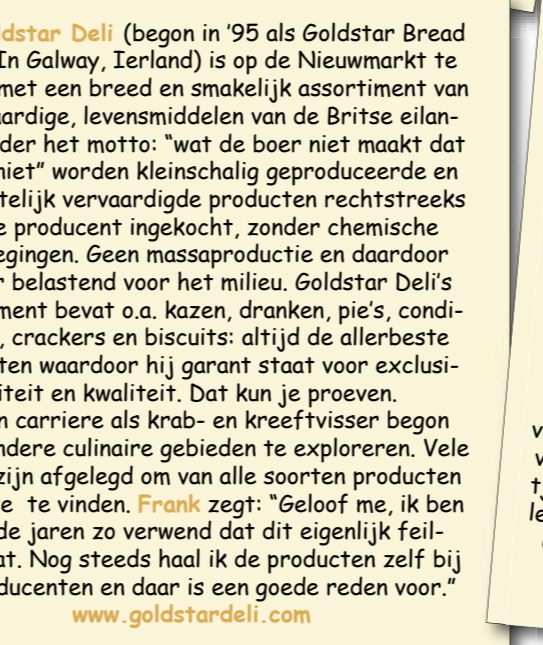 ldstar Deli (begon in ’95 als Goldstar Bread
In Galway, Ierland) is op de Nieuwmarkt te
met een breed en smakelijk assortiment van
aardige, levensmiddelen van de Britse eilan-
der het motto: “wat de boer niet maakt dat
niet” worden kleinschalig geproduceerde en
telijk vervaardigde producten rechtstreeks
e producent ingekocht, zonder chemische
egingen. Geen massaproductie en daardoor
r belastend voor het milieu. Goldstar Deli’s
ment bevat o.a. kazen, dranken, pie’s, condi-
, crackers en biscuits: altijd de allerbeste
ten waardoor hij garant staat voor exclusi-
iteit en kwaliteit. Dat kun je proeven.
n carriere als krab- en kreeftvisser begon
ndere culinaire gebieden te exploreren. Vele
zijn afgelegd om van alle soorten producten
e te vinden. Frank zegt: “Geloof me, ik ben
de jaren zo verwend dat dit eigenlijk feil-
at. Nog steeds haal ik de producten zelf bij
ducenten en daar is een goede reden voor.”
www.goldstardeli.com